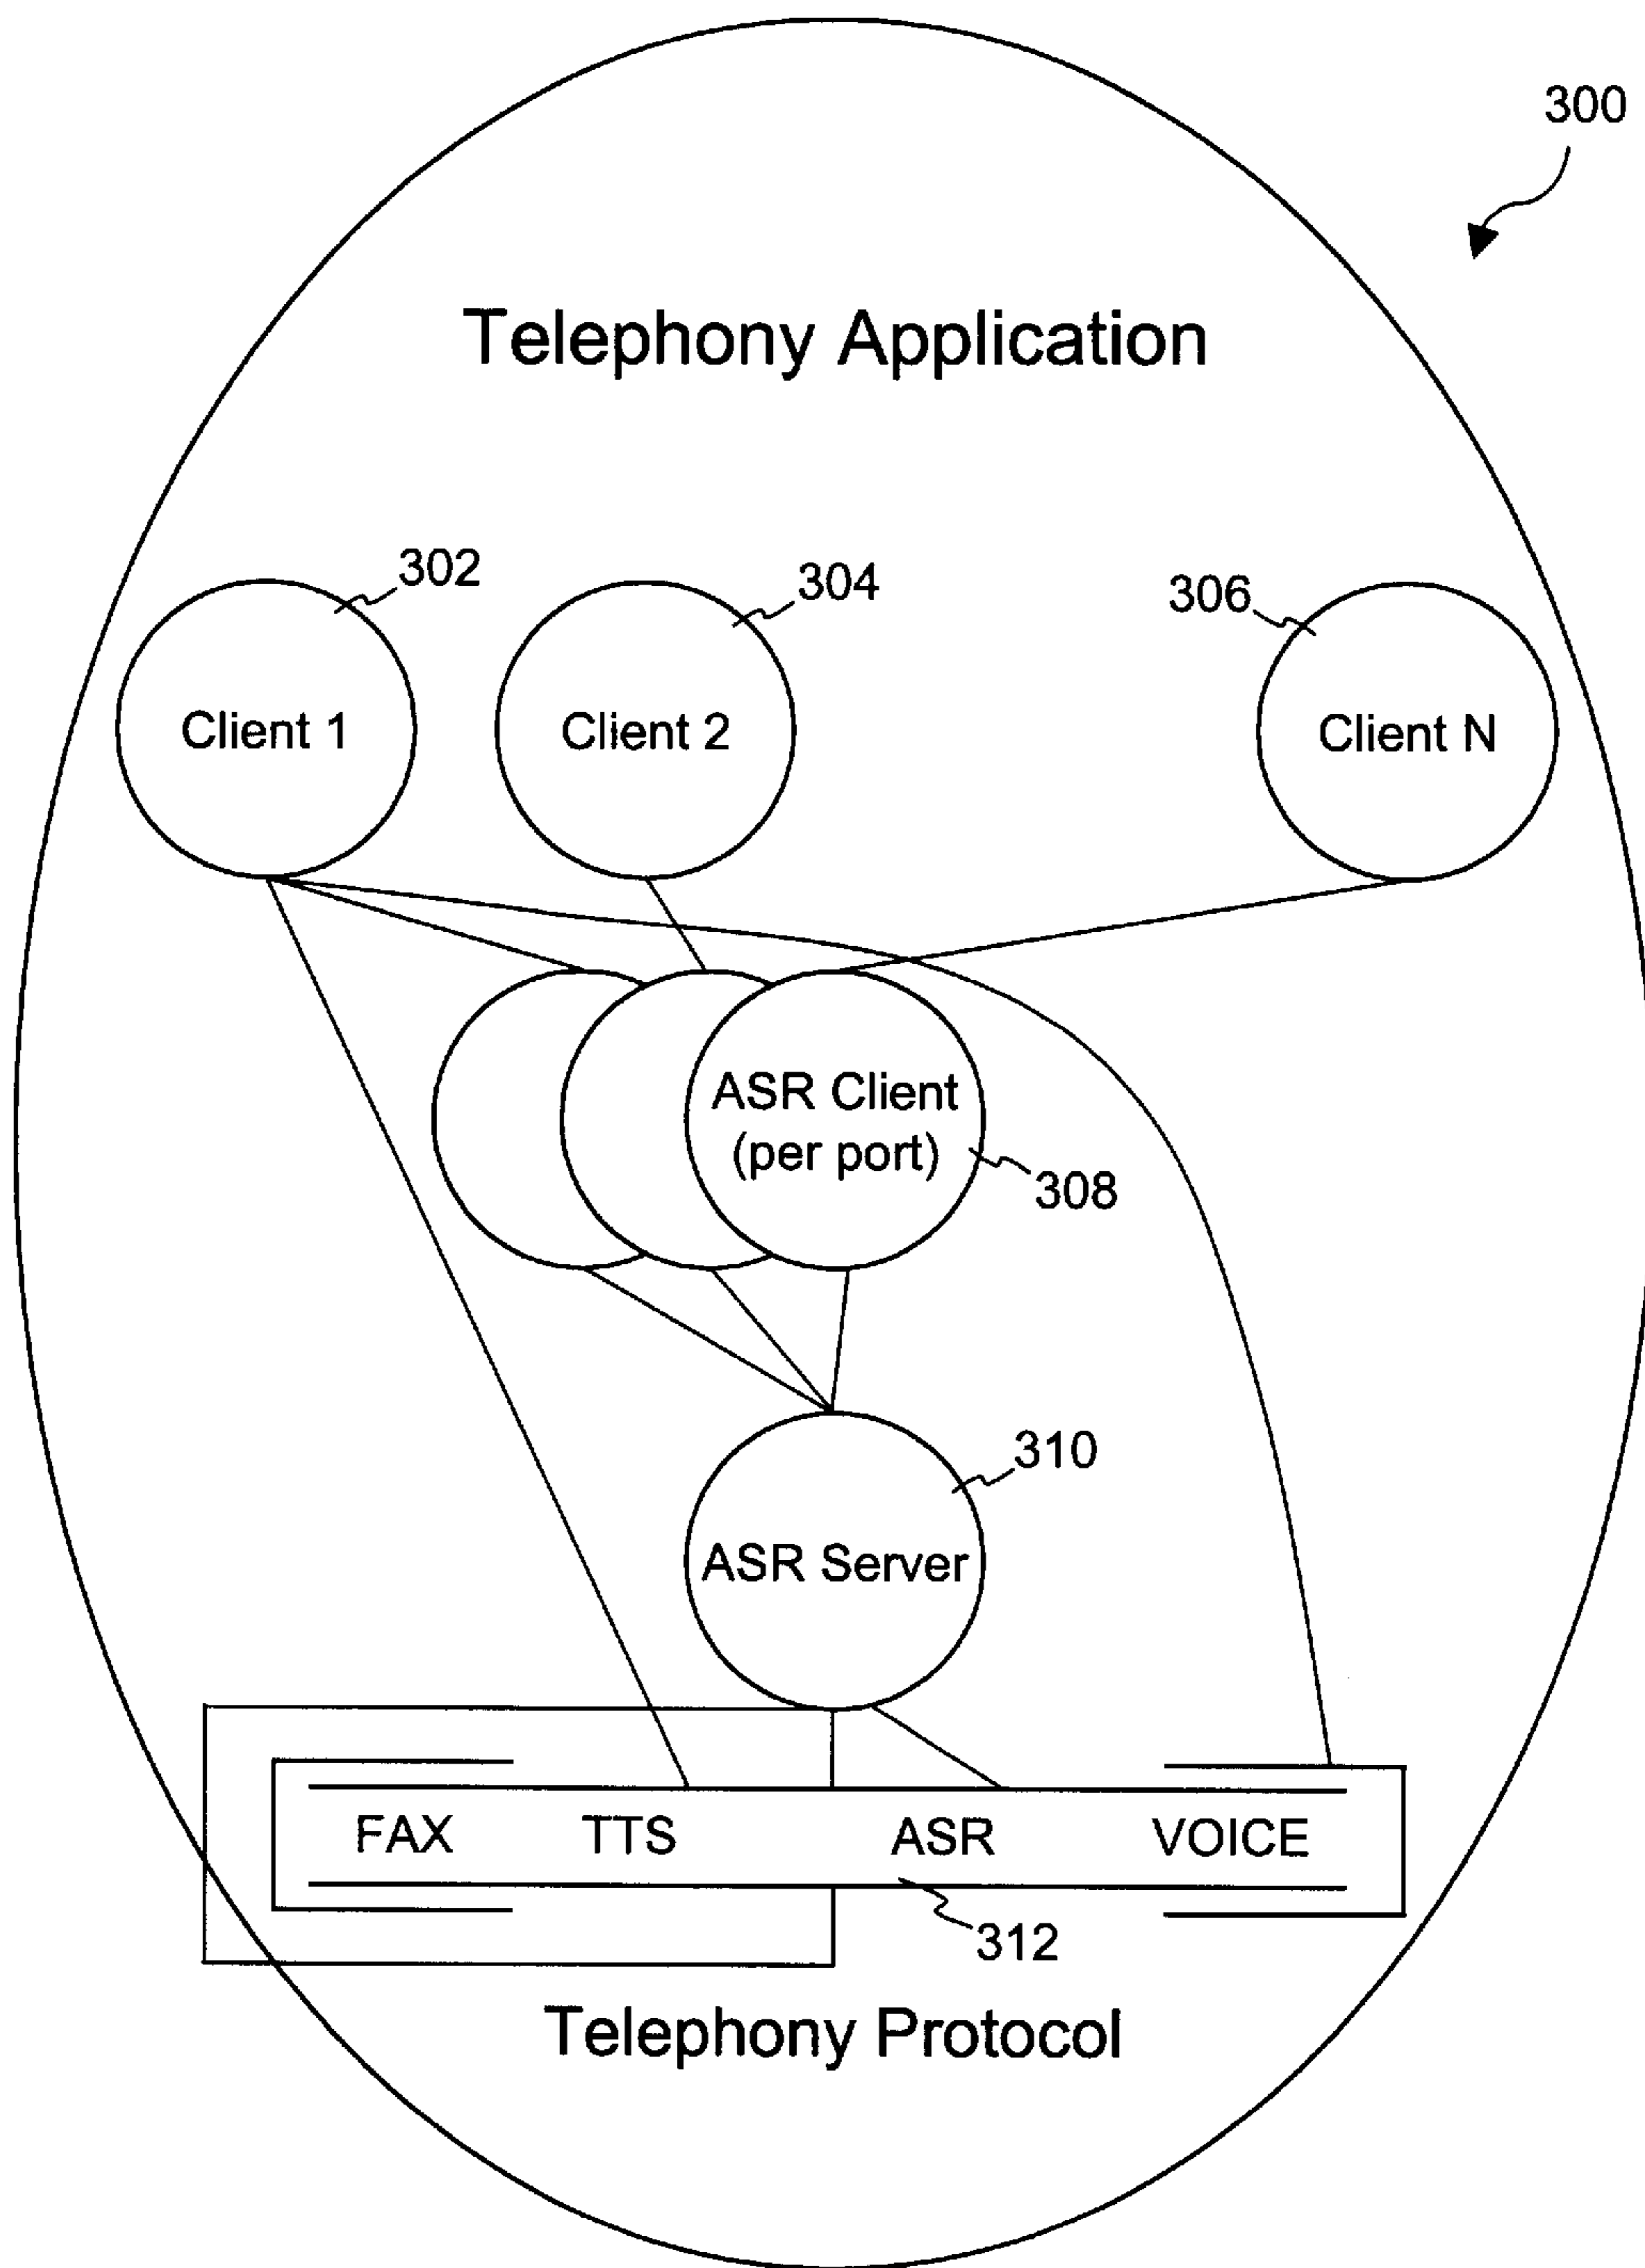 300
Telephony Application
302
304
306
Client 1
Client 2
Client N
ASR Client
(per port)
308
310
ASR Server
FAX TTS ASR VOICE
312
Telephony Protocol